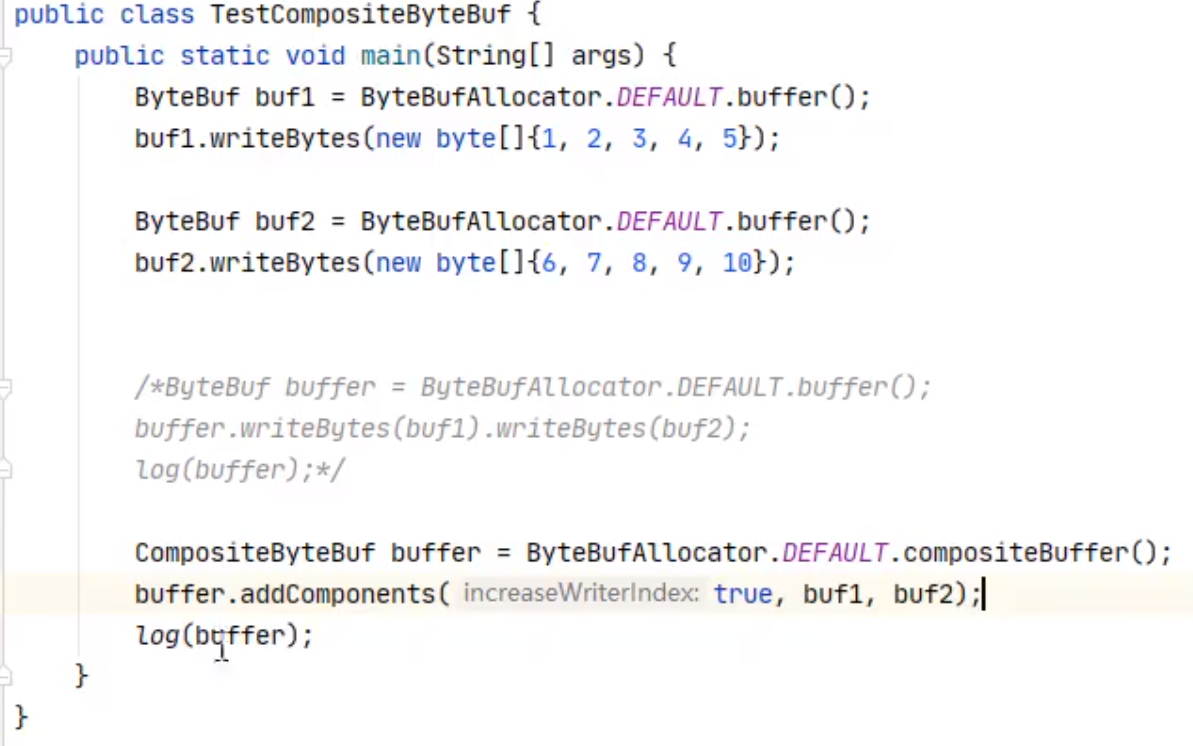 public class TestCompositeByteBuf {
    public static void main(String[] args) {
        ByteBuf buf1 = ByteBufAllocator.DEFAULT.buffer();
        buf1.writeBytes(new byte[]{1, 2, 3, 4, 5});
        ByteBuf buf2 = ByteBufAllocator.DEFAULT.buffer();
        buf2.writeBytes(new byte[]{6, 7, 8, 9, 10});
        /*ByteBuf buffer = ByteBufAllocator.DEFAULT.buffer();
        buffer.writeBytes(buf1).writeBytes(buf2);
        log(buffer);*/
        CompositeByteBuf buffer = ByteBufAllocator.DEFAULT.compositeBuffer();
        buffer.addComponents( increaseWriterIndex: true, buf1, buf2);
        log(buffer);
    }
}